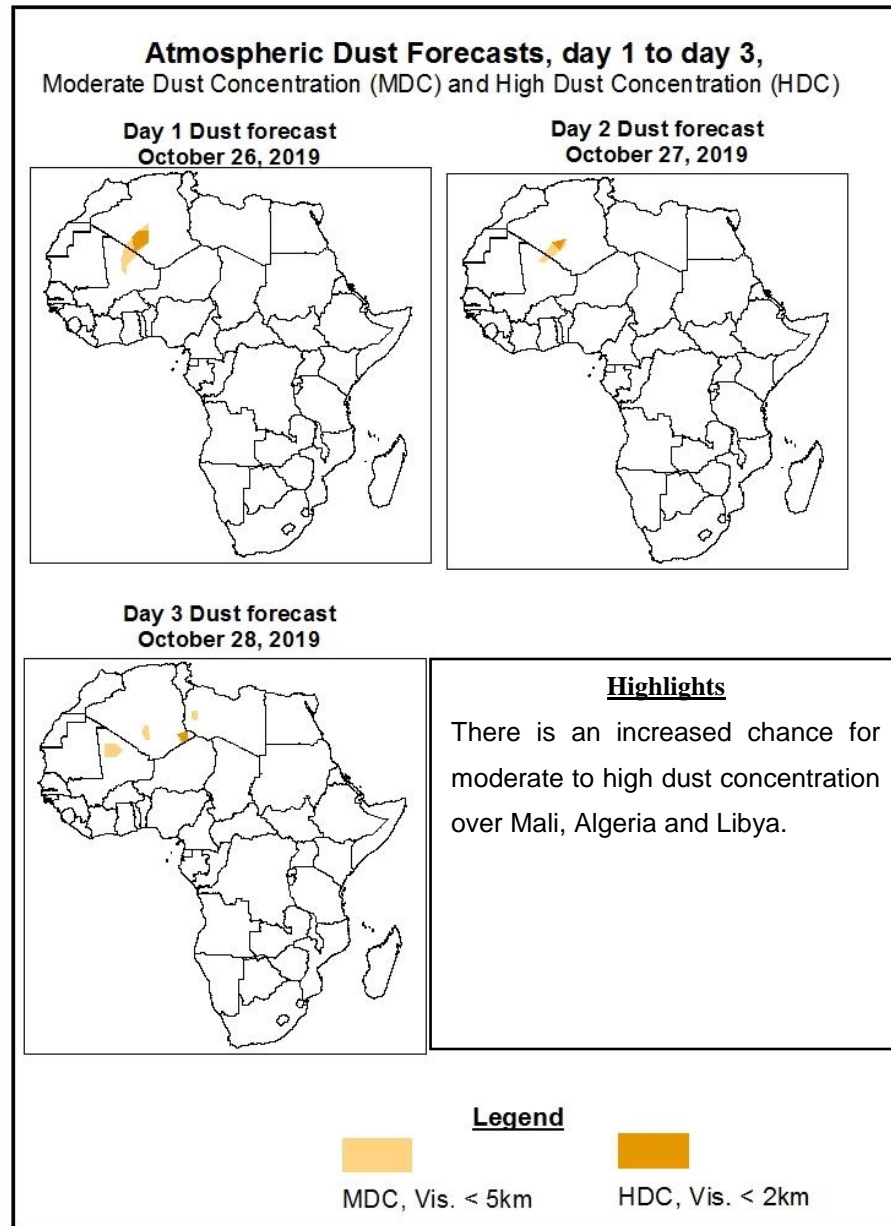 Atmospheric Dust Forecasts, day 1 to day 3,
Moderate Dust Concentration (MDC) and High Dust Concentration (HDC)
Day 1 Dust forecast
October 26, 2019
Day 2 Dust forecast
October 27, 2019
Day 3 Dust forecast
October 28, 2019
Highlights
There is an increased chance for
moderate to high dust concentration
over Mali, Algeria and Libya.
Legend
MDC, Vis. < 5km
HDC, Vis. < 2km